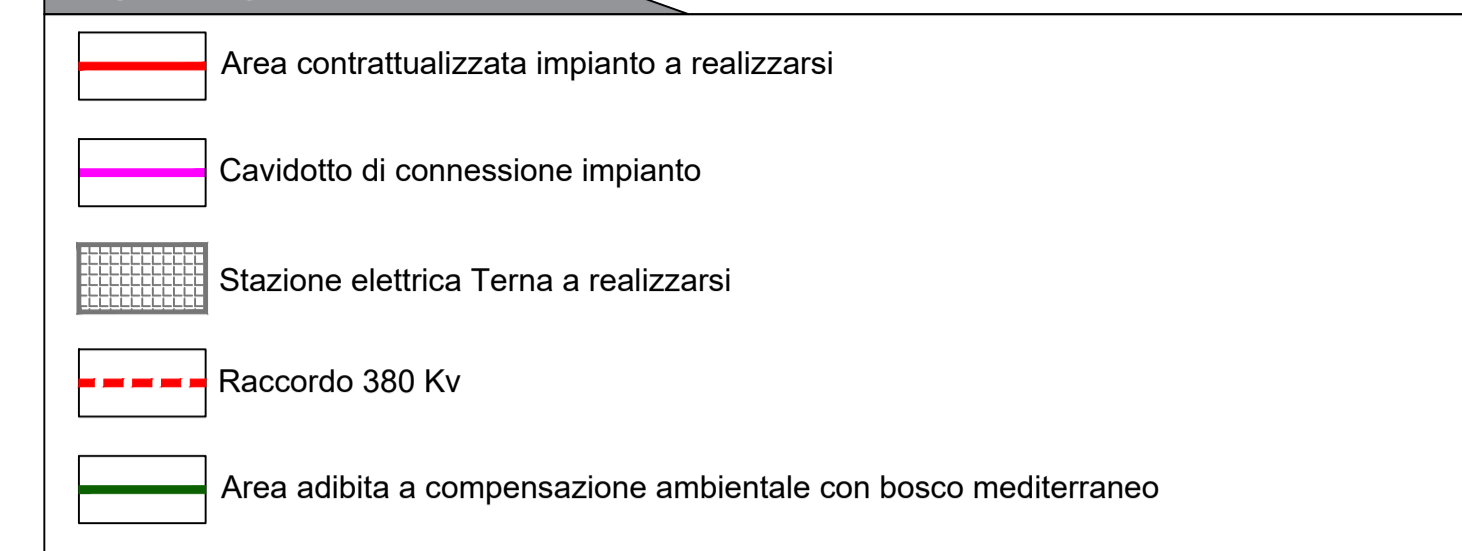 Area contrattualizzata impianto a realizzarsi
Cavidotto di connessione impianto
Stazione elettrica Terna a realizzarsi
Raccordo 380 Kv
Area adibita a compensazione ambientale con bosco mediterraneo